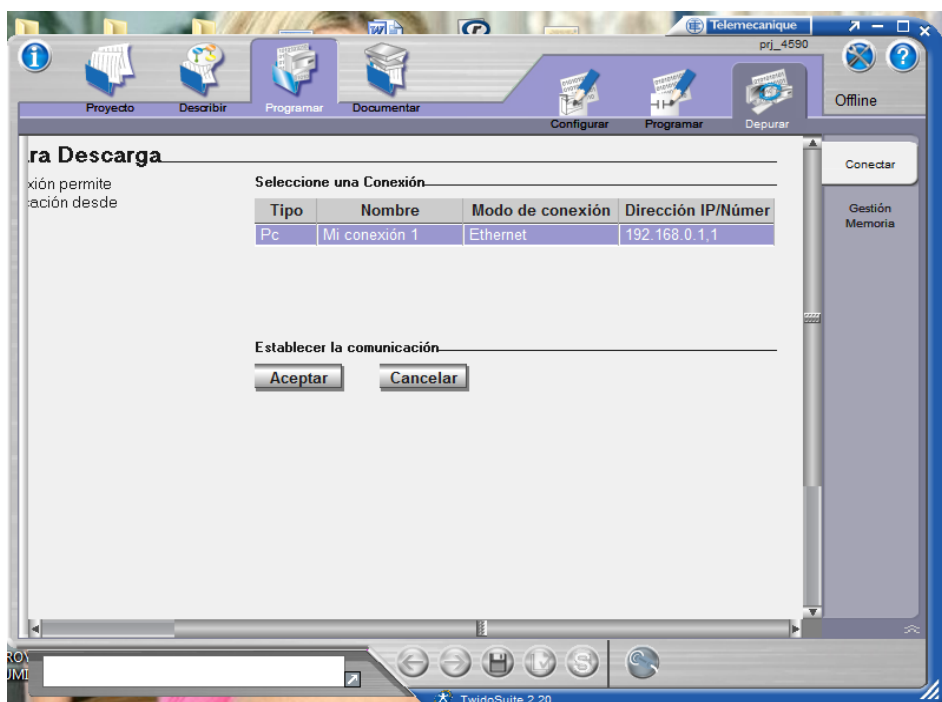 Telemecanique
prj_4590
Proyecto
Describir
Programar
Documentar
Configurar
Programar
Depurar
Offline
ra Descarga
xión permite
cación desde
Seleccione una Conexión
Tipo Nombre Modo de conexión Dirección IP/Númer
Pc Mi conexión 1 Ethernet 192.168.0.1,1
Establecer la comunicación
Aceptar Cancelar
Conectar
Gestión
Memoria
TwidoSuite 2.20